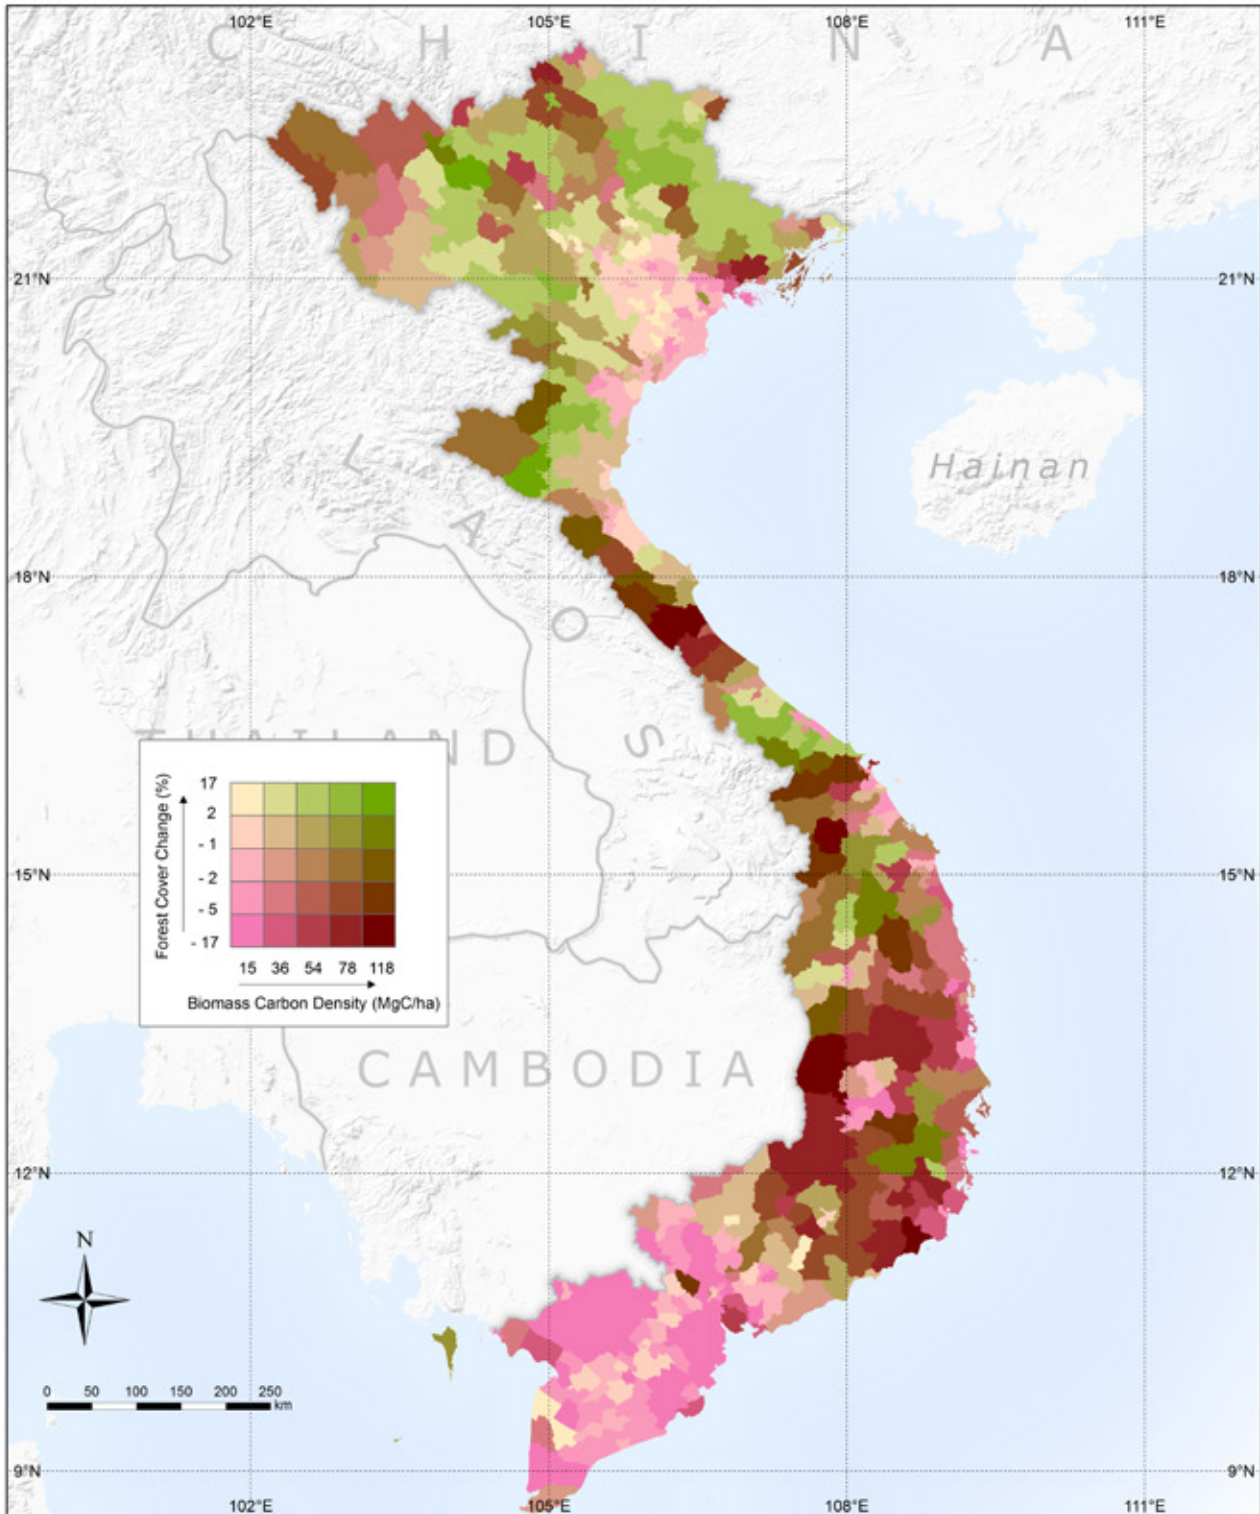 102°E 105°E 108°E 111°E
CHINA
21°N 21°N
Hainan
LAOS
18°N 18°N
THAILAND
Forest Cover Change (%)
17
2
- 1
- 2
- 5
- 17
15 36 54 78 118
Biomass Carbon Density (MgC/ha)
15°N 15°N
CAMBODIA
12°N 12°N
N
0 50 100 150 200 250
km
9°N 9°N
102°E 105°E 108°E 111°E